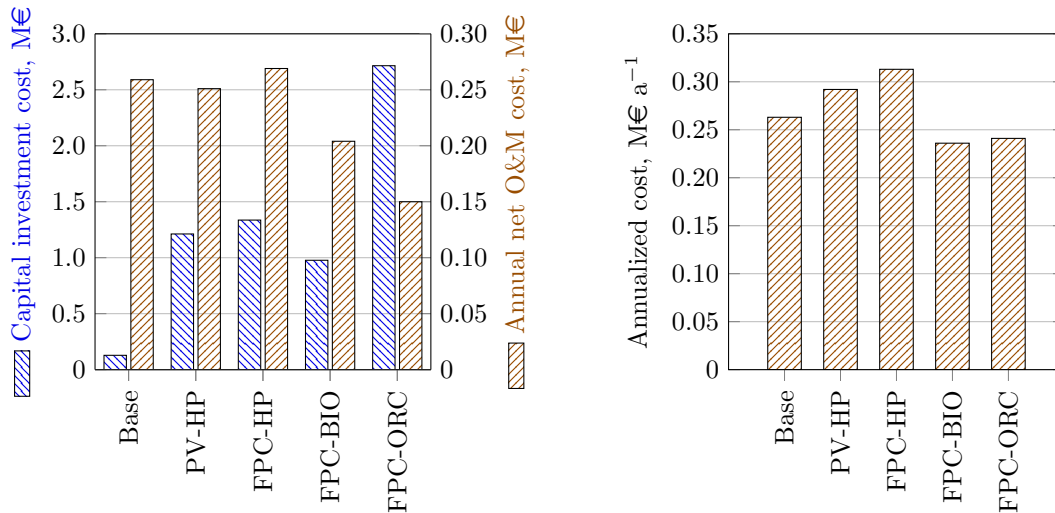 Capital investment cost, M€
3.0
2.5
2.0
1.5
1.0
0.5
0
0.30
0.25
0.20
0.15
0.10
0.05
0
Annual net O&M cost, M€
Base
PV-HP
FPC-HP
FPC-BIO
FPC-ORC
Annualized cost, M€ a⁻¹
0.35
0.30
0.25
0.20
0.15
0.10
0.05
0
Base
PV-HP
FPC-HP
FPC-BIO
FPC-ORC